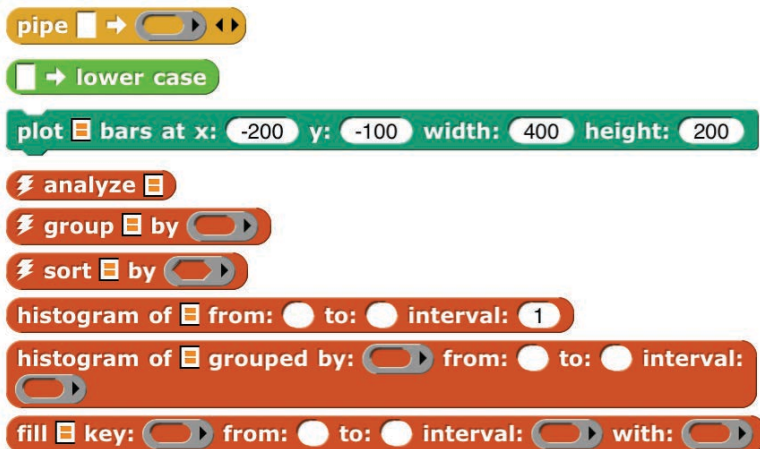 pipe
lower case
plot bars at x: -200 y: -100 width: 400 height: 200
analyze
group by
sort by
histogram of from: to: interval: 1
histogram of grouped by: from: to: interval:
fill key: from: to: interval: with: